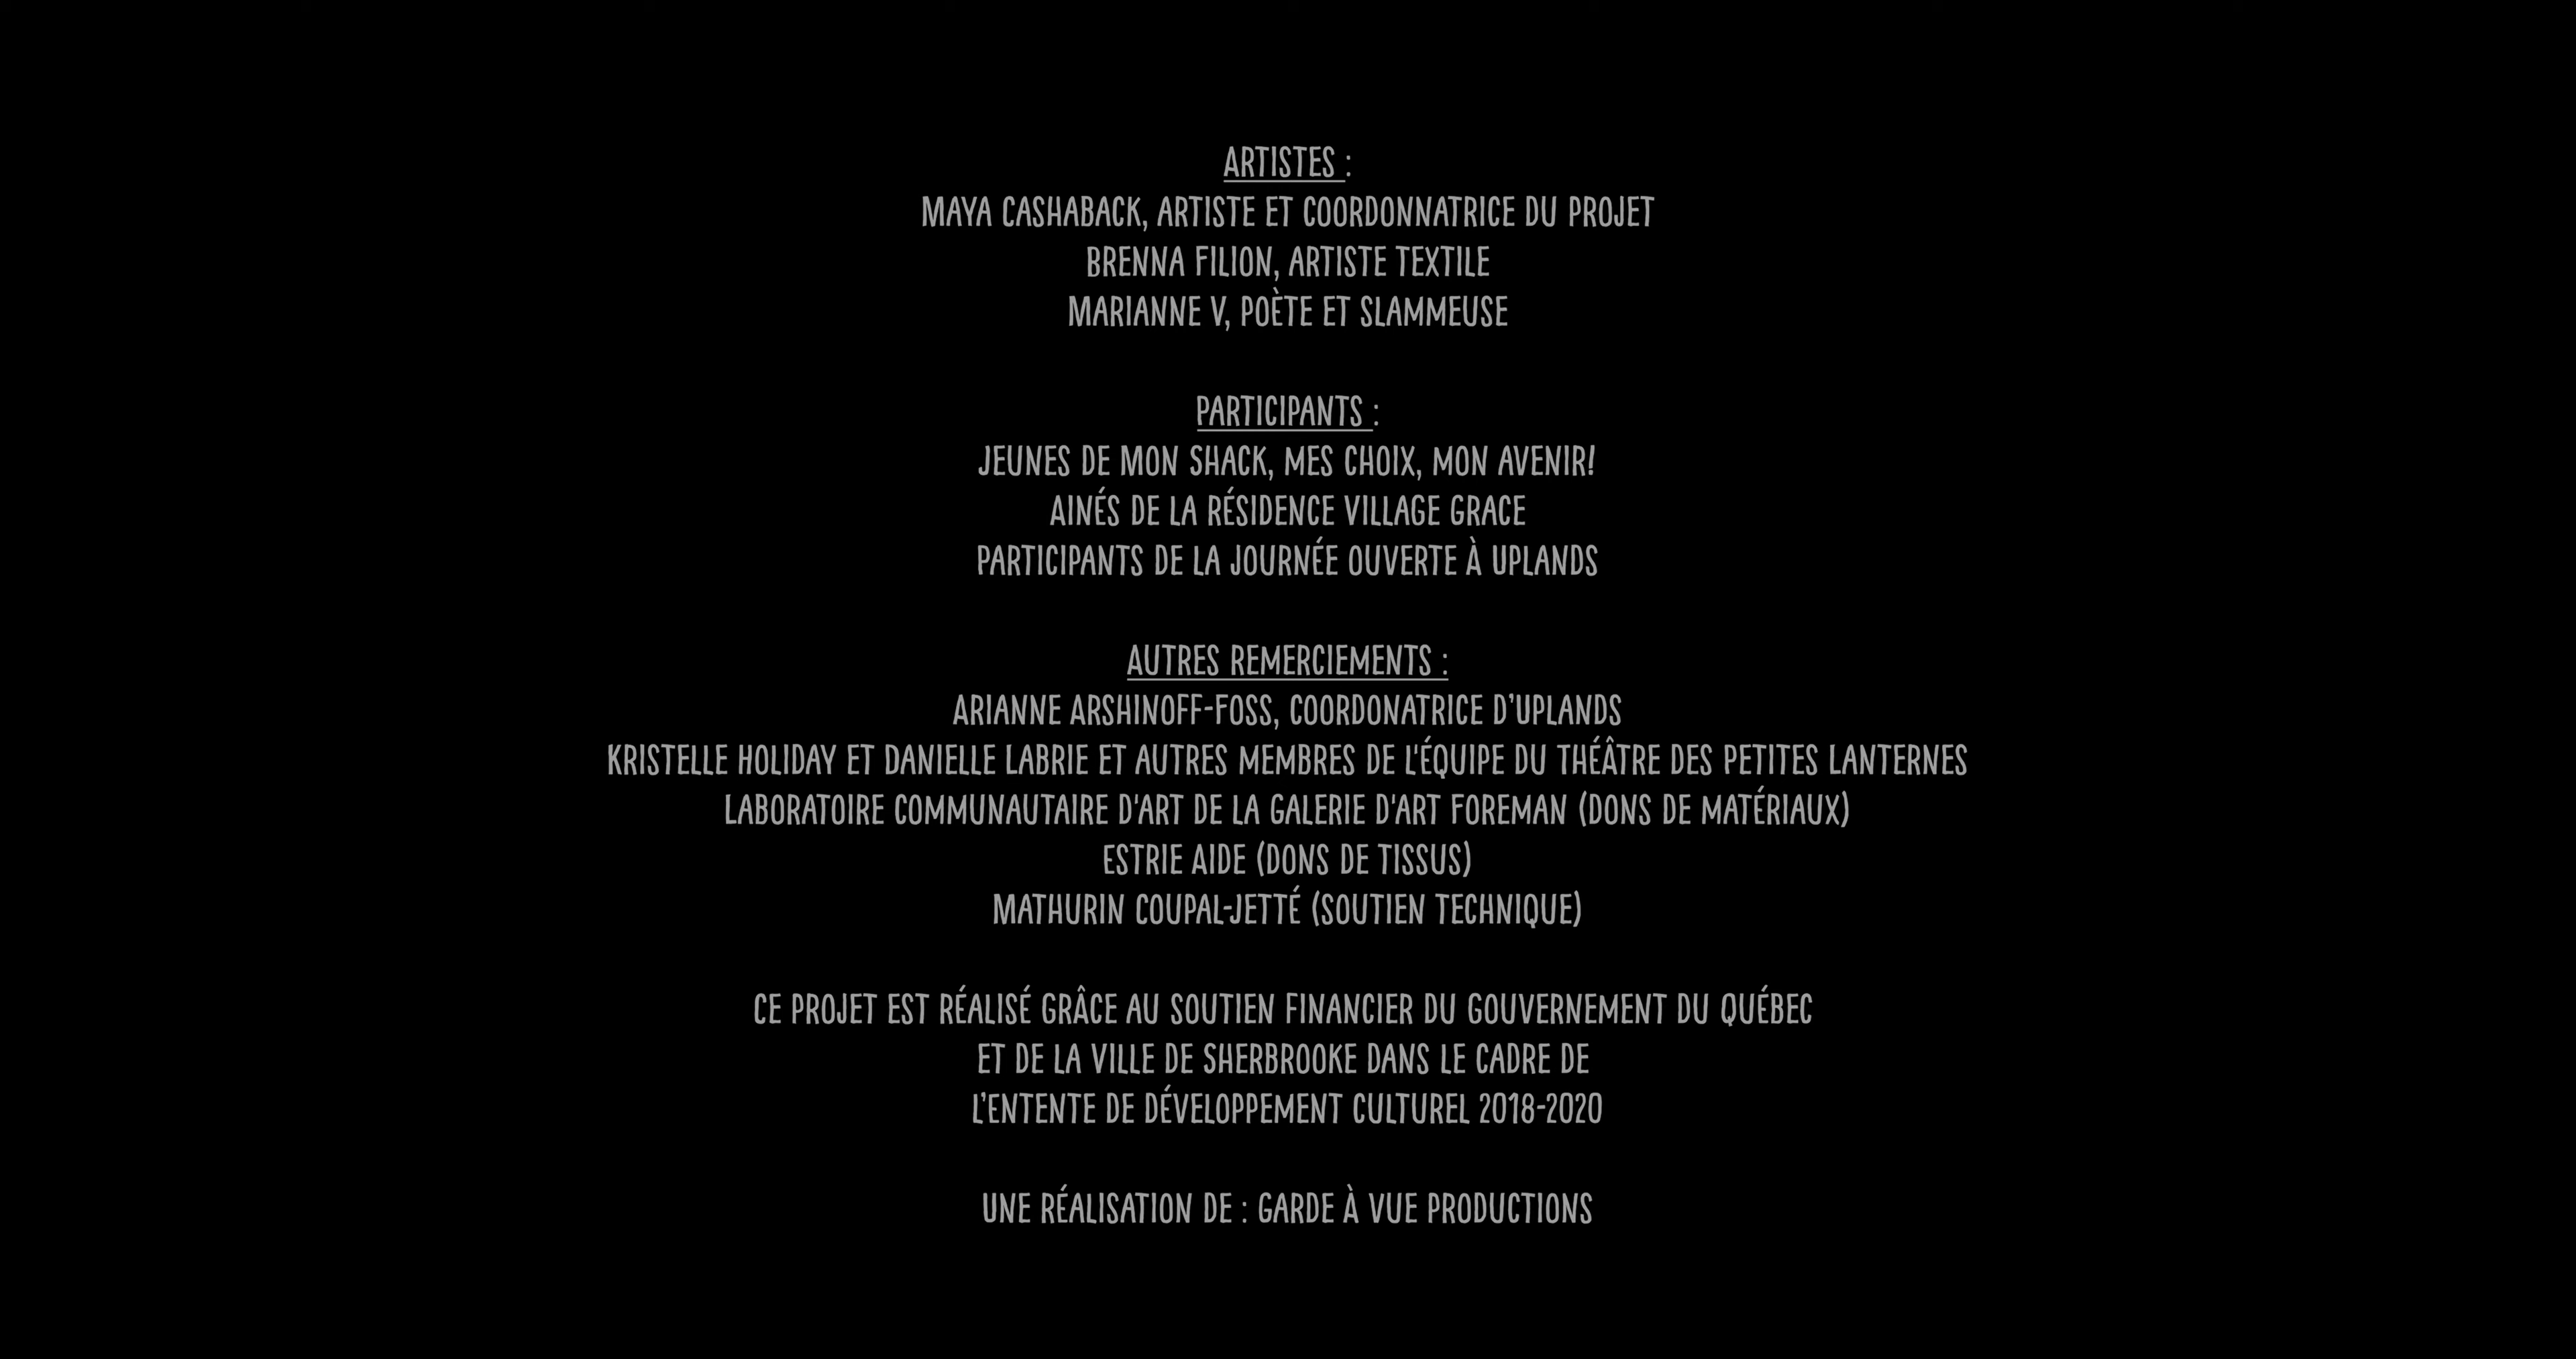 ARTISTES :
MAYA CASHABACK, ARTISTE ET COORDONNATRICE DU PROJET
BRENNA FILION, ARTISTE TEXTILE
MARIANNE V, POÈTE ET SLAMMEUSE
PARTICIPANTS :
JEUNES DE MON SHACK, MES CHOIX, MON AVENIR!
AINÉS DE LA RÉSIDENCE VILLAGE GRACE
PARTICIPANTS DE LA JOURNÉE OUVERTE À UPLANDS
AUTRES REMERCIEMENTS :
ARIANNE ARSHINOFF-FOSS, COORDONATRICE D’UPLANDS
KRISTELLE HOLIDAY ET DANIELLE LABRIE ET AUTRES MEMBRES DE L'ÉQUIPE DU THÉÂTRE DES PETITES LANTERNES
LABORATOIRE COMMUNAUTAIRE D'ART DE LA GALERIE D'ART FOREMAN (DONS DE MATÉRIAUX)
ESTRIE AIDE (DONS DE TISSUS)
MATHURIN COUPAL-JETTÉ (SOUTIEN TECHNIQUE)
CE PROJET EST RÉALISÉ GRÂCE AU SOUTIEN FINANCIER DU GOUVERNEMENT DU QUÉBEC
ET DE LA VILLE DE SHERBROOKE DANS LE CADRE DE
L’ENTENTE DE DÉVELOPPEMENT CULTUREL 2018-2020
UNE RÉALISATION DE : GARDE À VUE PRODUCTIONS